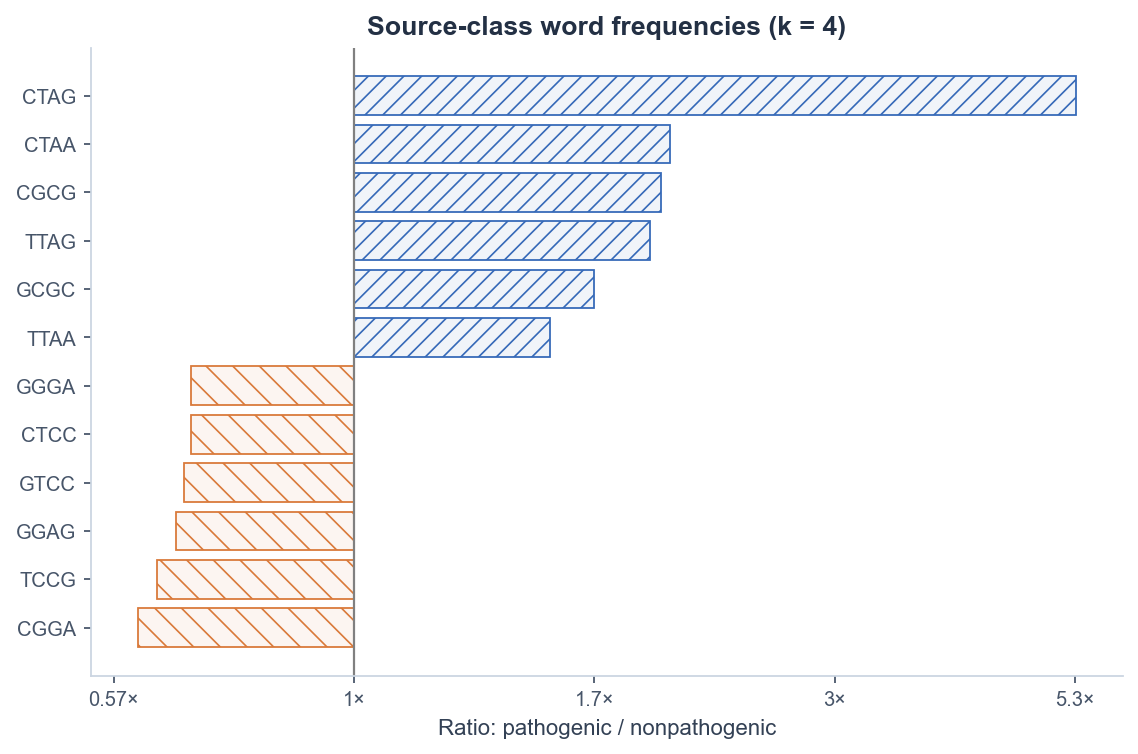 Source-class word frequencies (k = 4)
CTAG
CTAA
CGCG
TTAG
GCGC
TTAA
GGGA
CTCC
GTCC
GGAG
TCCG
CGGA
0.57× 1× 1.7× 3× 5.3×
Ratio: pathogenic / nonpathogenic